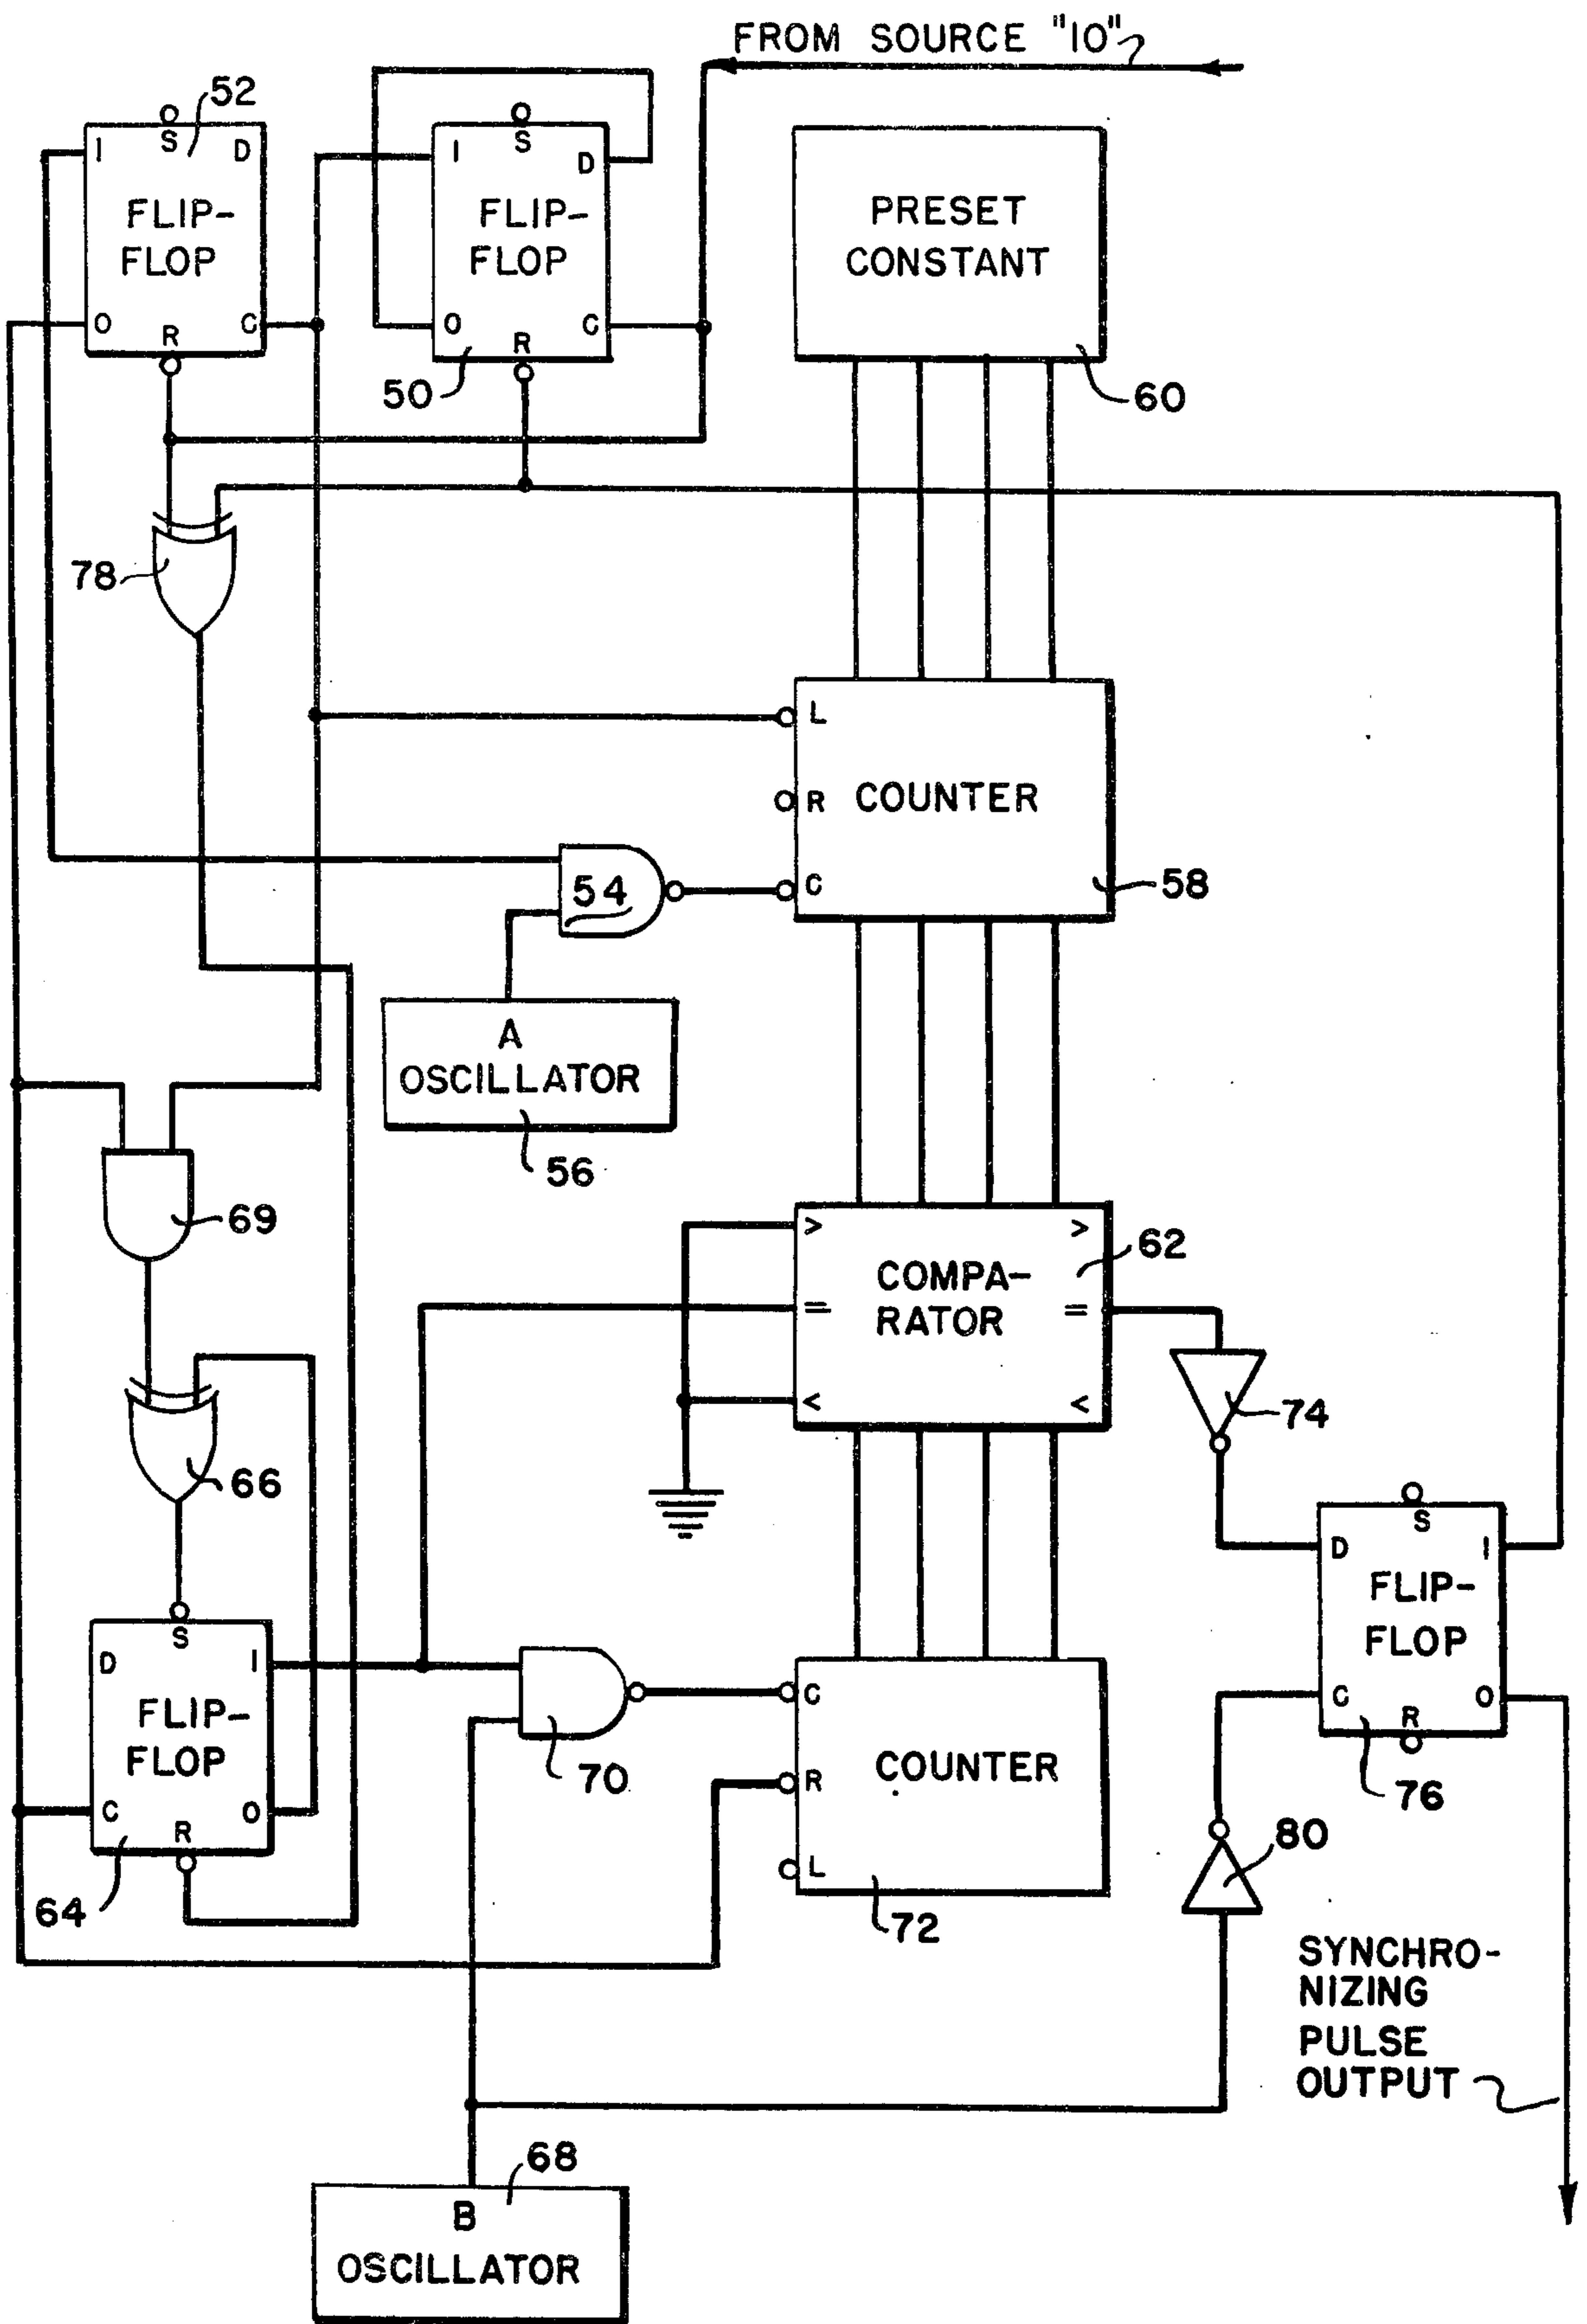 FROM SOURCE "10"
52
I S D
FLIP-
FLOP
O R C
I S D
FLIP-
FLOP
O R C
50
PRESET
CONSTANT
60
78
L
R COUNTER
C
58
54
A
OSCILLATOR
56
69
> >
COMPA-
RATOR
= =
< <
62
74
66
S
D I
FLIP-
FLOP
C R O
64
70
C
R COUNTER
L
72
S
D I
FLIP-
FLOP
C R O
76
80
SYNCHRO-
NIZING
PULSE
OUTPUT
68
B
OSCILLATOR